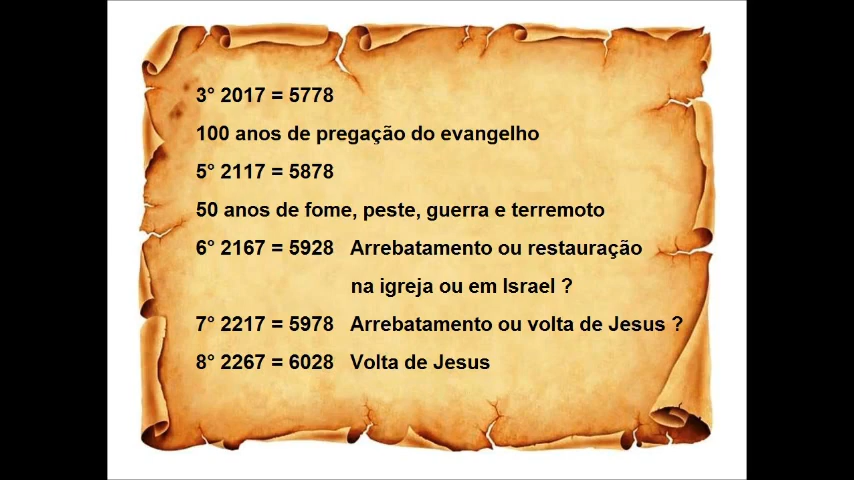 3° 2017 = 5778
100 anos de pregação do evangelho
5° 2117 = 5878
50 anos de fome, peste, guerra e terremoto
6° 2167 = 5928 Arrebatamento ou restauração
na igreja ou em Israel ?
7° 2217 = 5978 Arrebatamento ou volta de Jesus ?
8° 2267 = 6028 Volta de Jesus